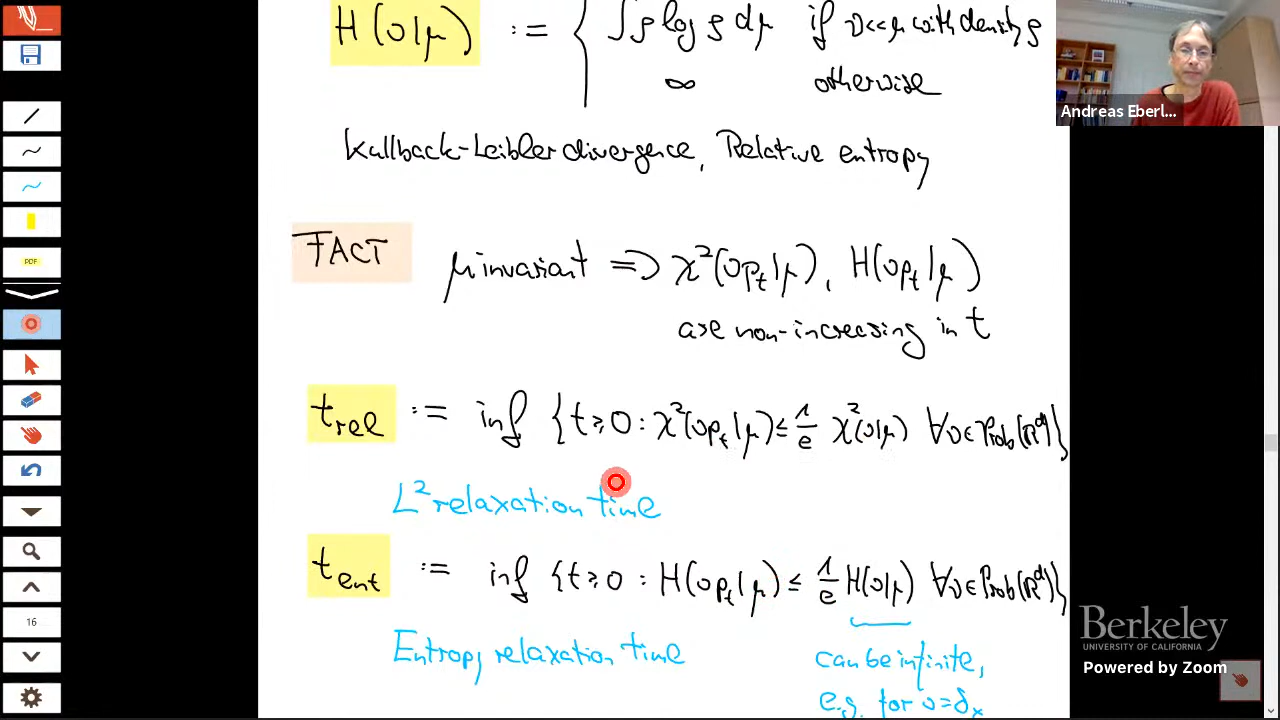 H(ν|μ) := { ∫ρ log ρ dμ if ν<<μ with density ρ
∞ otherwise
Kullback-Leibler divergence, Relative entropy
FACT μ invariant => χ²(νp_t|μ), H(νp_t|μ)
are non-increasing in t
t_rel := inf {t≥0 : χ²(νp_t|μ) ≤ 1/e χ²(ν|μ) ∀ν∈Prob(ℝ^d)}
L² relaxation time
t_ent := inf {t≥0 : H(νp_t|μ) ≤ 1/e H(ν|μ) ∀ν∈Prob(ℝ^d)}
Entropy relaxation time
can be infinite,
e.g. for ν=δ_x
Andreas Eberl...
PDF
16
Berkeley
UNIVERSITY OF CALIFORNIA
Powered by Zoom